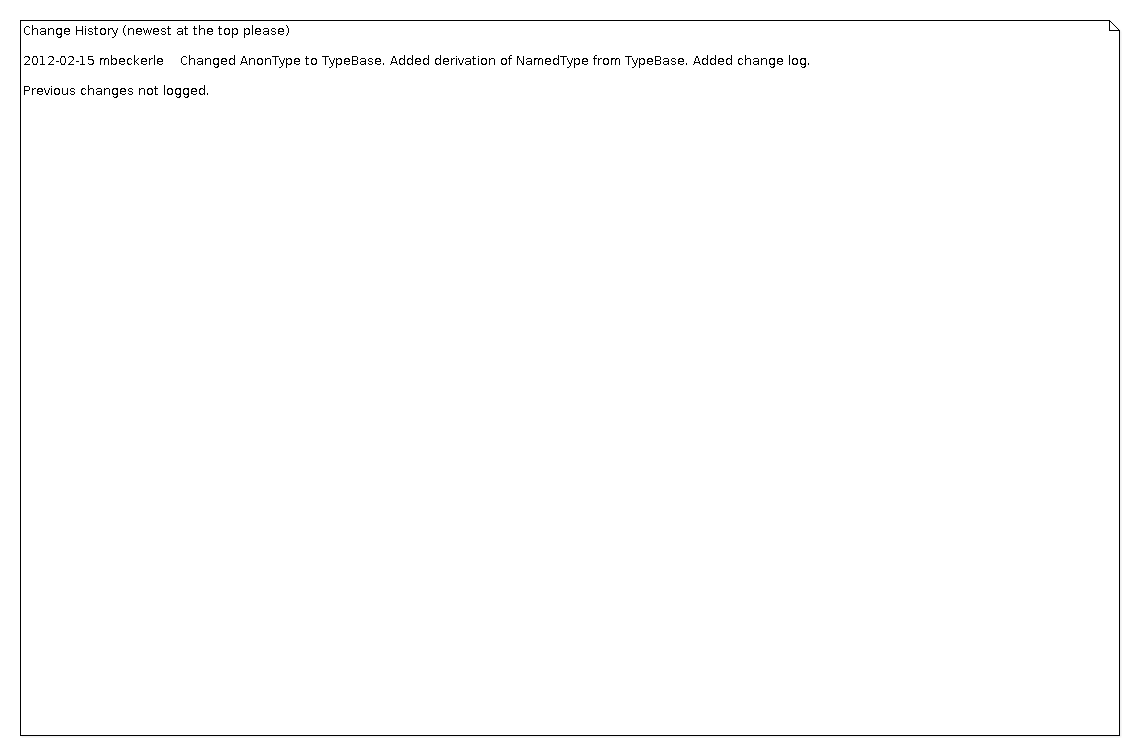 Change History (newest at the top please)
2012-02-15 mbeckerle    Changed AnonType to TypeBase. Added derivation of NamedType from TypeBase. Added change log.
Previous changes not logged.